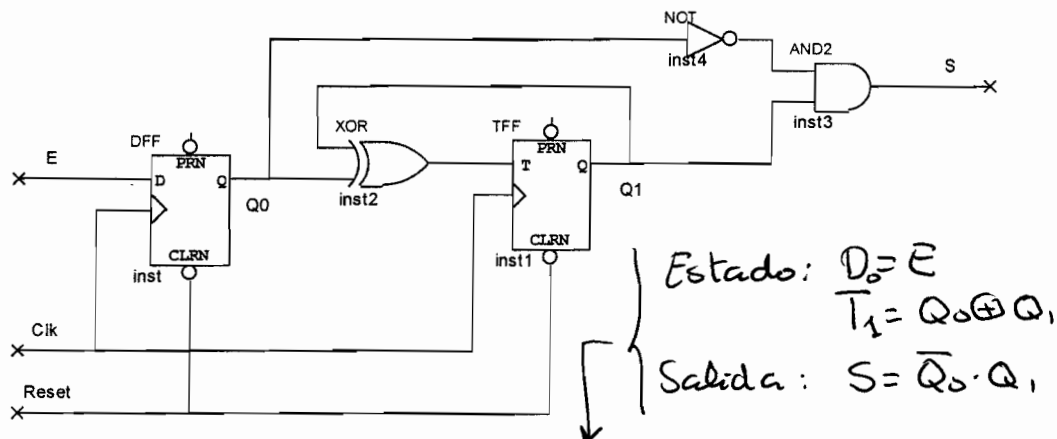 NOT
inst4
AND2
S
inst3
XOR
inst2
TFF
PRN
T Q
Q1
CLRN
inst1
DFF
E
PRN
D Q
Q0
CLRN
inst
Clk
Reset
Estado: D₀ = E
T₁ = Q₀ ⊕ Q₁
Salida: S = Q̅₀ · Q₁